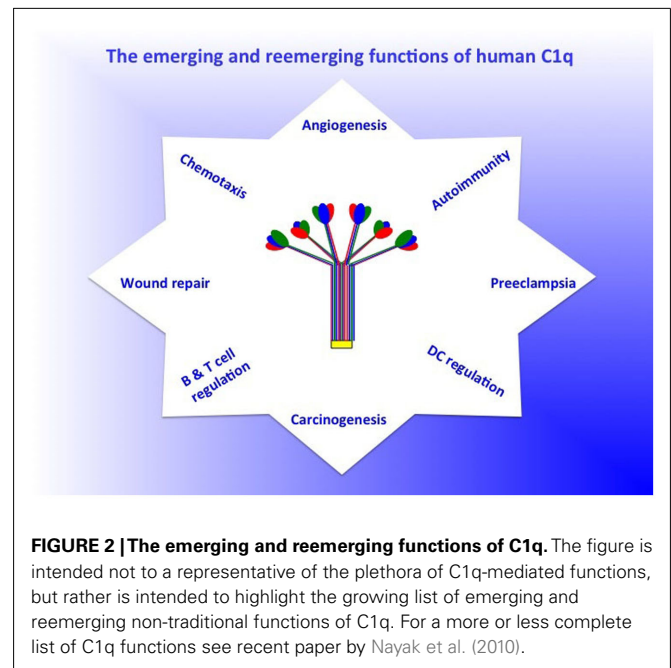 The emerging and reemerging functions of human C1q
Angiogenesis
Chemotaxis
Autoimmunity
Wound repair
Preeclampsia
B & T cell
regulation
DC regulation
Carcinogenesis
FIGURE 2 | The emerging and reemerging functions of C1q. The figure is
intended not to a representative of the plethora of C1q-mediated functions,
but rather is intended to highlight the growing list of emerging and
reemerging non-traditional functions of C1q. For a more or less complete
list of C1q functions see recent paper by Nayak et al. (2010).